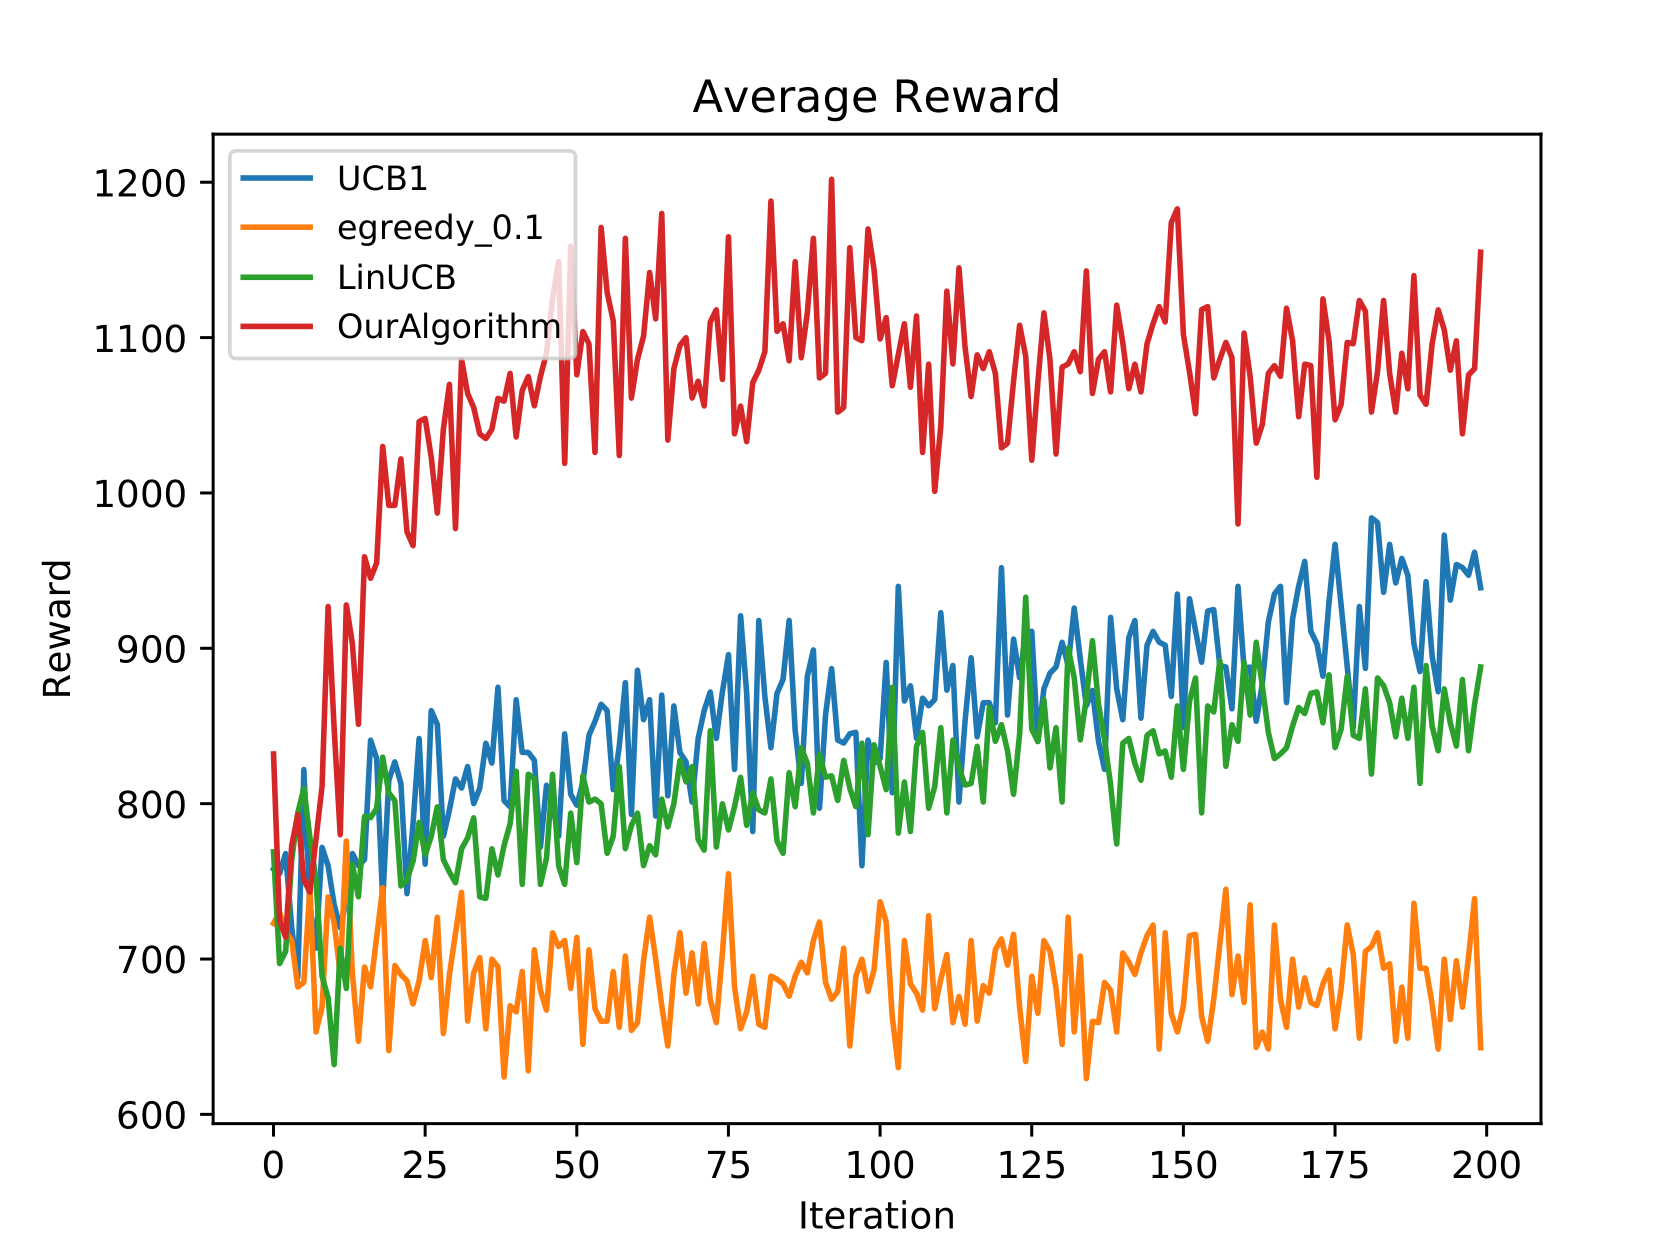 Average Reward
UCB1
egreedy_0.1
LinUCB
OurAlgorithm
1200
1100
1000
900
800
700
600
Reward
0 25 50 75 100 125 150 175 200
Iteration